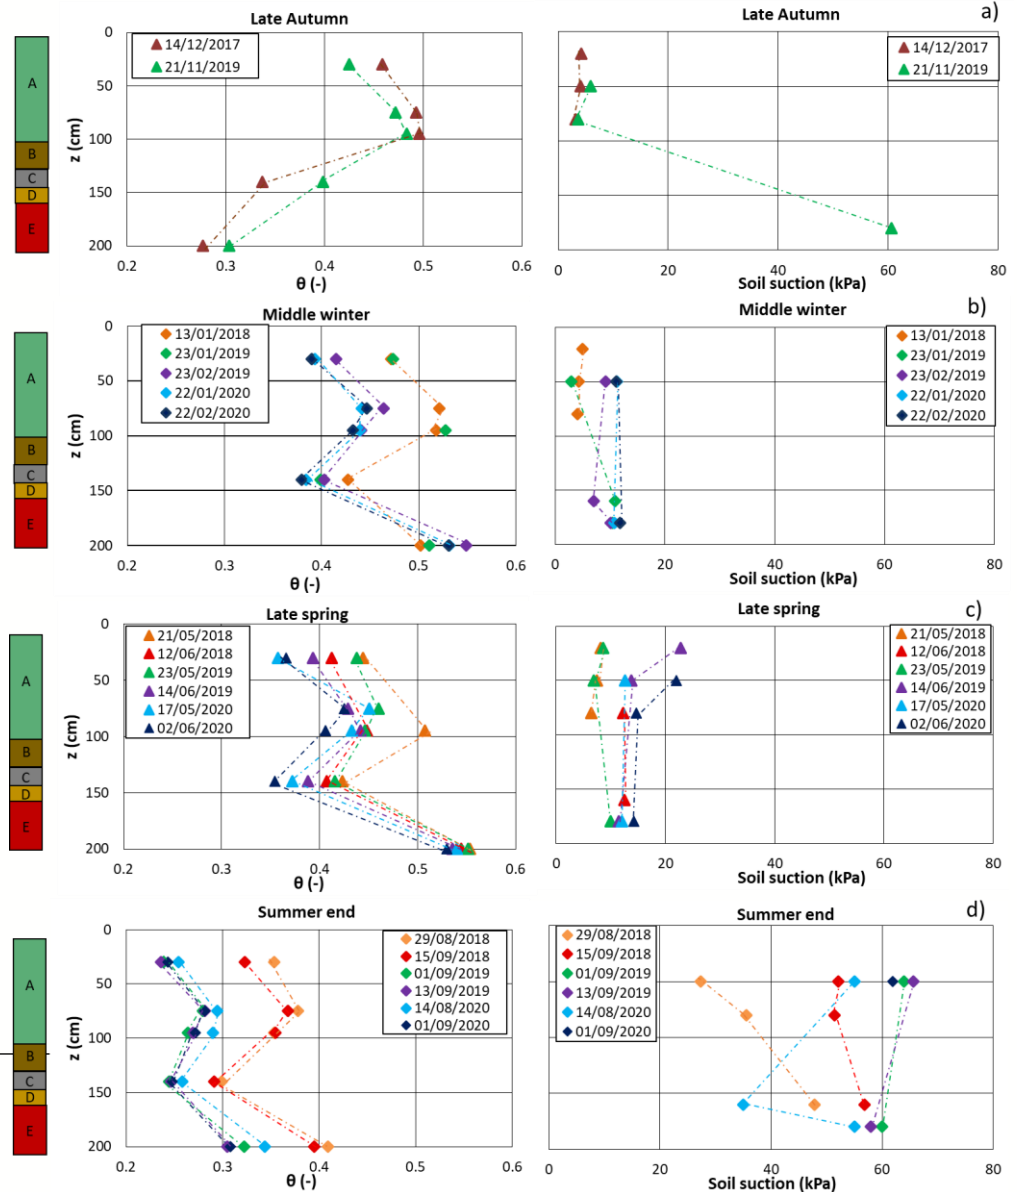 Late Autumn
14/12/2017
21/11/2019
z (cm)
0
50
100
150
200
0.2
0.3
0.4
0.5
0.6
θ (-)
A
B
C
D
E
Late Autumn
a)
14/12/2017
21/11/2019
0
20
40
60
80
Soil suction (kPa)
Middle winter
13/01/2018
23/01/2019
23/02/2019
22/01/2020
22/02/2020
z (cm)
0
50
100
150
200
0.2
0.3
0.4
0.5
0.6
θ (-)
A
B
C
D
E
Middle winter
b)
13/01/2018
23/01/2019
23/02/2019
22/01/2020
22/02/2020
0
20
40
60
80
Soil suction (kPa)
Late spring
21/05/2018
12/06/2018
23/05/2019
14/06/2019
17/05/2020
02/06/2020
z (cm)
0
50
100
150
200
0.2
0.3
0.4
0.5
0.6
θ (-)
A
B
C
D
E
Late spring
c)
21/05/2018
12/06/2018
23/05/2019
14/06/2019
17/05/2020
02/06/2020
0
20
40
60
80
Soil suction (kPa)
Summer end
29/08/2018
15/09/2018
01/09/2019
13/09/2019
14/08/2020
01/09/2020
z (cm)
0
50
100
150
200
0.2
0.3
0.4
0.5
0.6
θ (-)
A
B
C
D
E
Summer end
d)
29/08/2018
15/09/2018
01/09/2019
13/09/2019
14/08/2020
01/09/2020
0
20
40
60
80
Soil suction (kPa)